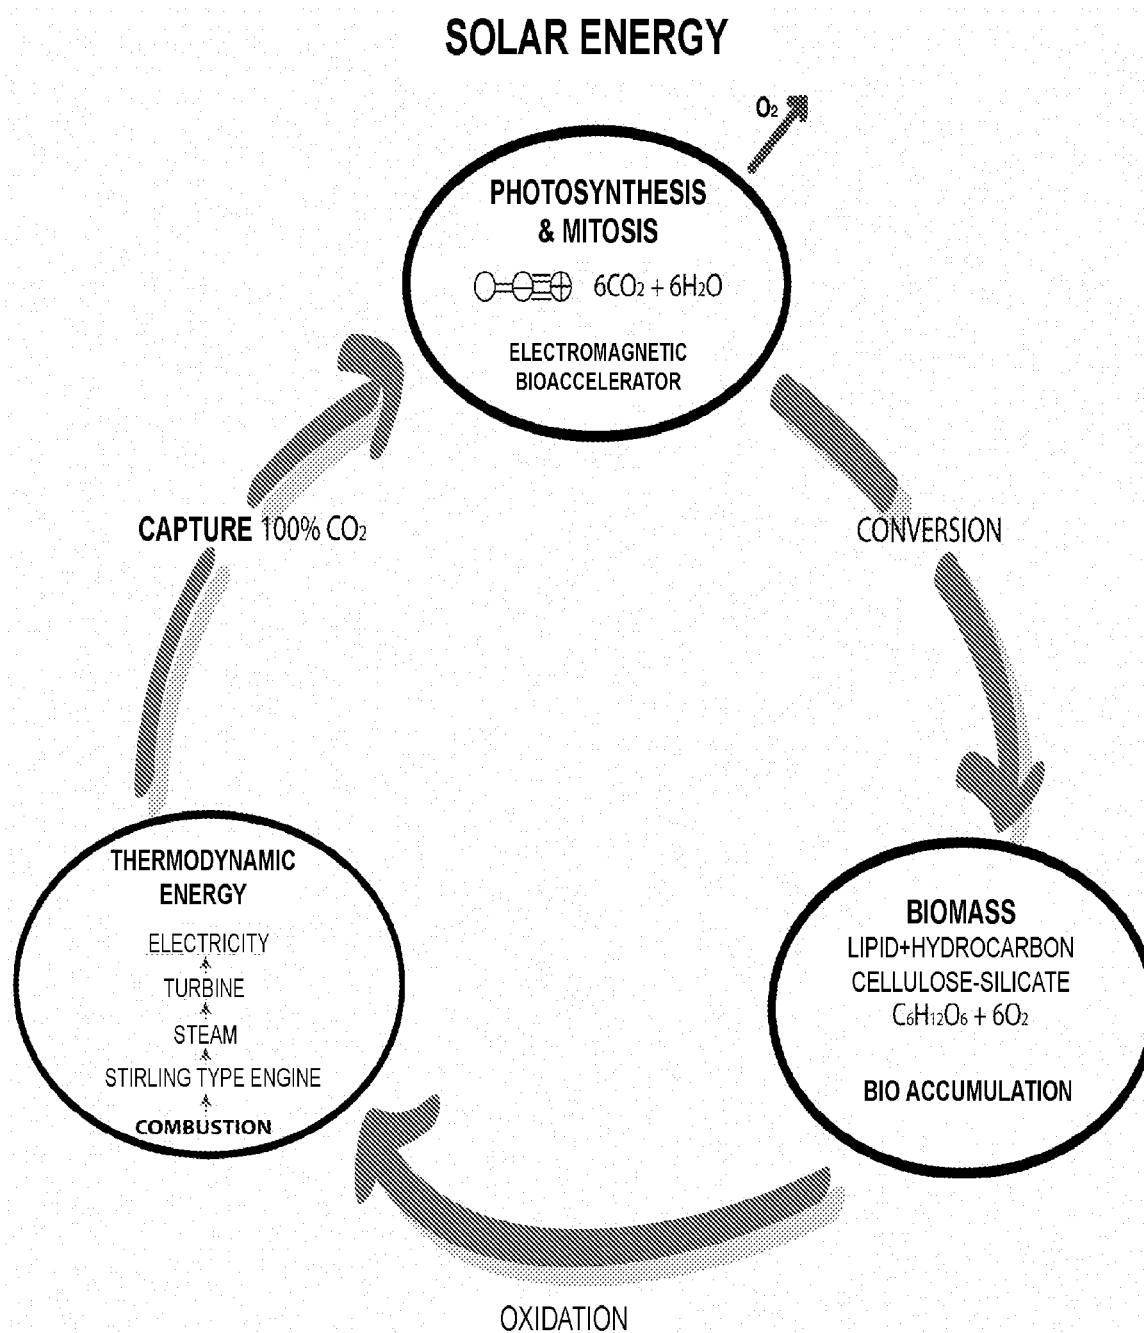 SOLAR ENERGY
O₂
PHOTOSYNTHESIS
& MITOSIS
6CO₂ + 6H₂O
ELECTROMAGNETIC
BIOACCELERATOR
CAPTURE 100% CO₂
CONVERSION
THERMODYNAMIC
ENERGY
ELECTRICITY
TURBINE
STEAM
STIRLING TYPE ENGINE
COMBUSTION
BIOMASS
LIPID+HYDROCARBON
CELLULOSE-SILICATE
C₆H₁₂O₆ + 6O₂
BIO ACCUMULATION
OXIDATION